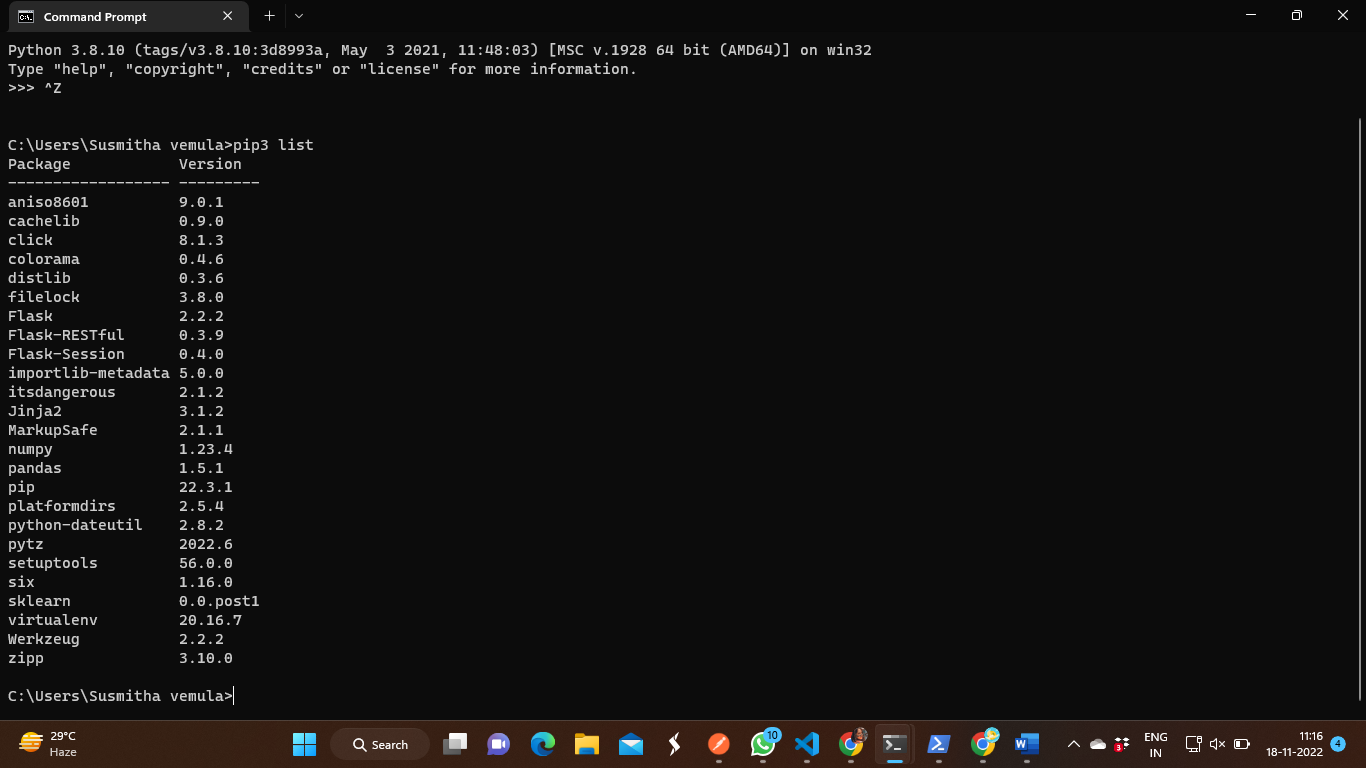 Command Prompt
Python 3.8.10 (tags/v3.8.10:3d8993a, May  3 2021, 11:48:03) [MSC v.1928 64 bit (AMD64)] on win32
Type "help", "copyright", "credits" or "license" for more information.
>>> ^Z
C:\Users\Susmitha vemula>pip3 list
Package            Version
------------------ ---------
aniso8601          9.0.1
cachelib           0.9.0
click              8.1.3
colorama           0.4.6
distlib            0.3.6
filelock           3.8.0
Flask              2.2.2
Flask-RESTful      0.3.9
Flask-Session      0.4.0
importlib-metadata 5.0.0
itsdangerous       2.1.2
Jinja2             3.1.2
MarkupSafe         2.1.1
numpy              1.23.4
pandas             1.5.1
pip                22.3.1
platformdirs       2.5.4
python-dateutil    2.8.2
pytz               2022.6
setuptools         56.0.0
six                1.16.0
sklearn            0.0.post1
virtualenv         20.16.7
Werkzeug           2.2.2
zipp               3.10.0
C:\Users\Susmitha vemula>
29°C
Haze
Search
10
3
ENG
IN
11:16
18-11-2022
4